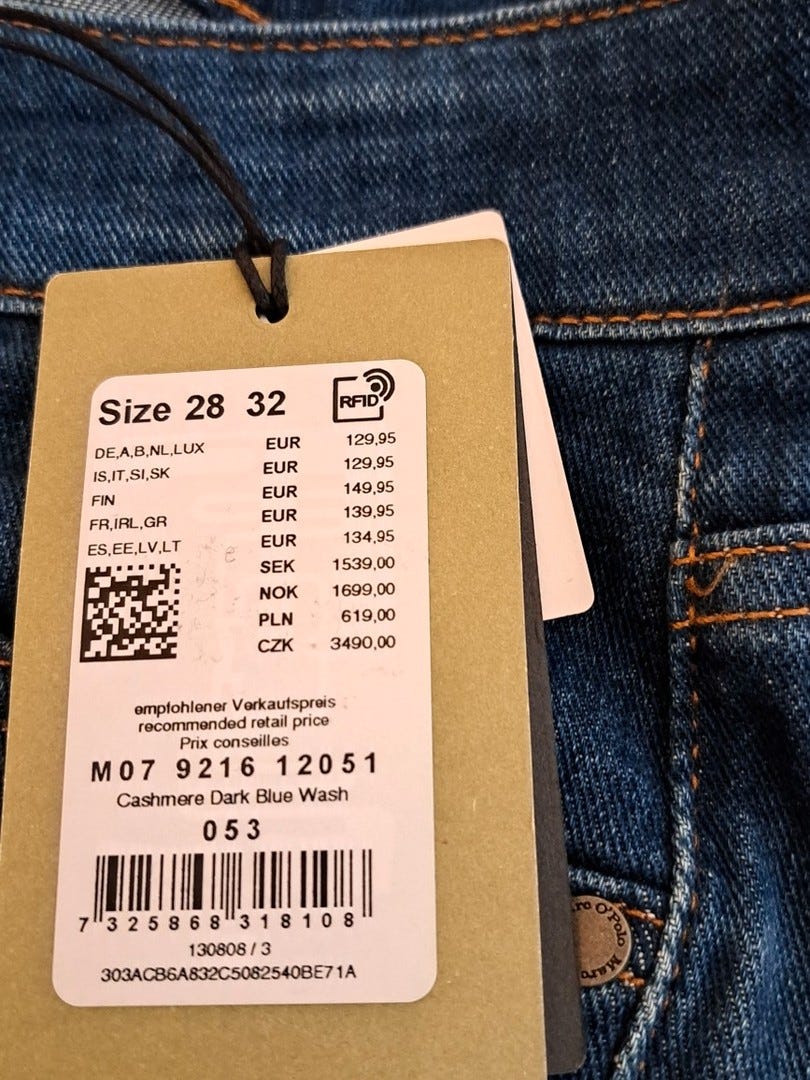 Size 28 32
RFID
DE,A,B,NL,LUX EUR 129,95
IS,IT,SI,SK EUR 129,95
FIN EUR 149,95
FR,IRL,GR EUR 139,95
ES,EE,LV,LT EUR 134,95
SEK 1539,00
NOK 1699,00
PLN 619,00
CZK 3490,00
empfohlener Verkaufspreis
recommended retail price
Prix conseilles
M07 9216 12051
Cashmere Dark Blue Wash
053
7 325868 318108
130808 / 3
303ACB6A832C5082540BE71A
rc O'Polo Marc